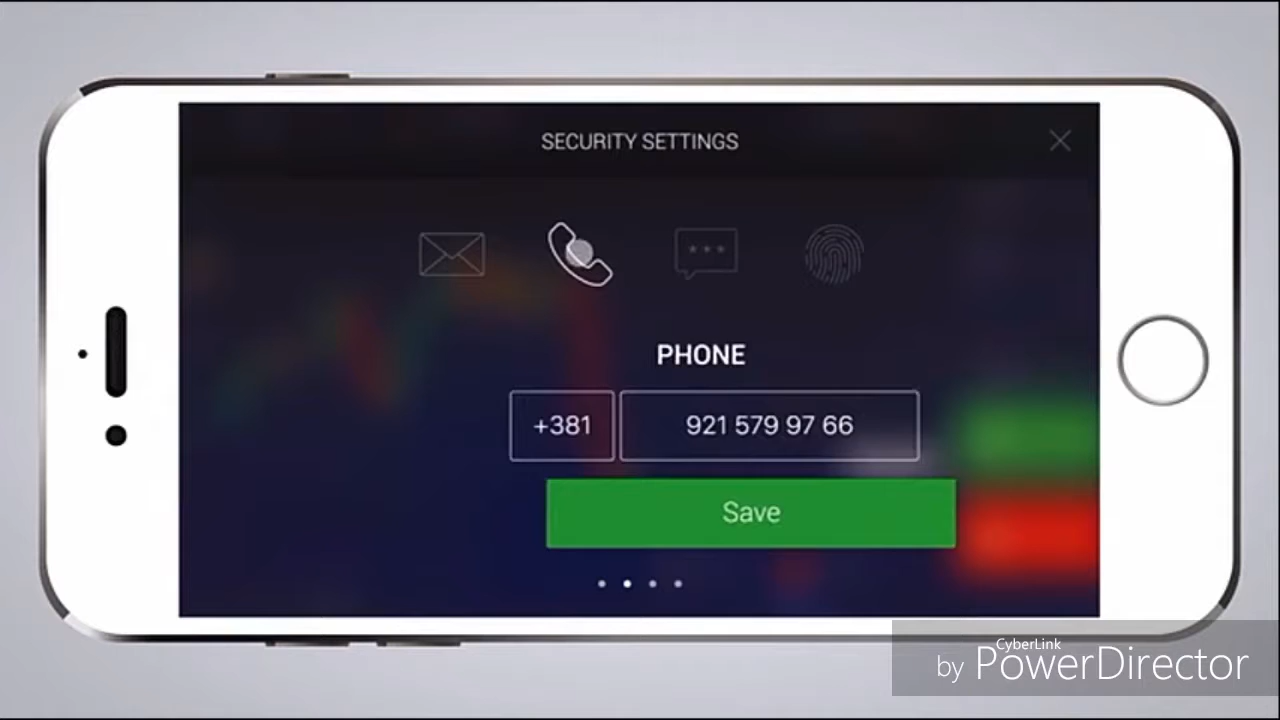 SECURITY SETTINGS
PHONE
+381 921 579 97 66
Save
CyberLink
by PowerDirector